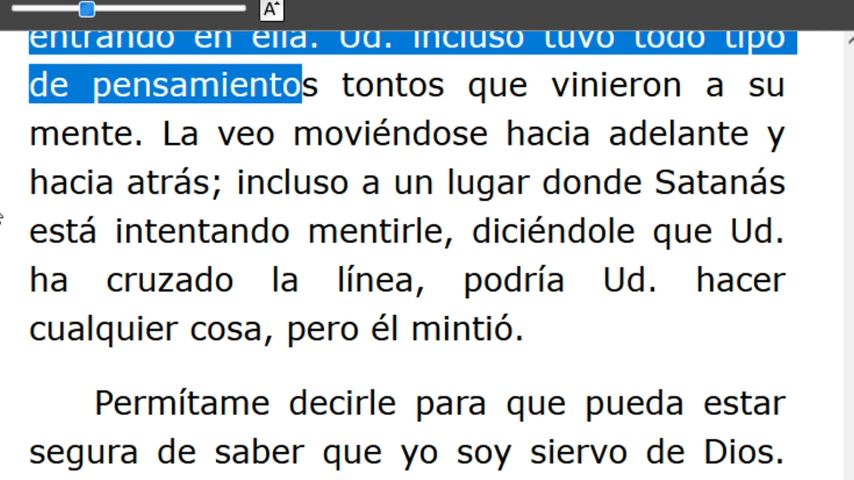 A
entrando en ella. Ud. incluso tuvo todo tipo
de pensamientos tontos que vinieron a su
mente. La veo moviéndose hacia adelante y
hacia atrás; incluso a un lugar donde Satanás
está intentando mentirle, diciéndole que Ud.
ha cruzado la línea, podría Ud. hacer
cualquier cosa, pero él mintió.
Permítame decirle para que pueda estar
segura de saber que yo soy siervo de Dios.